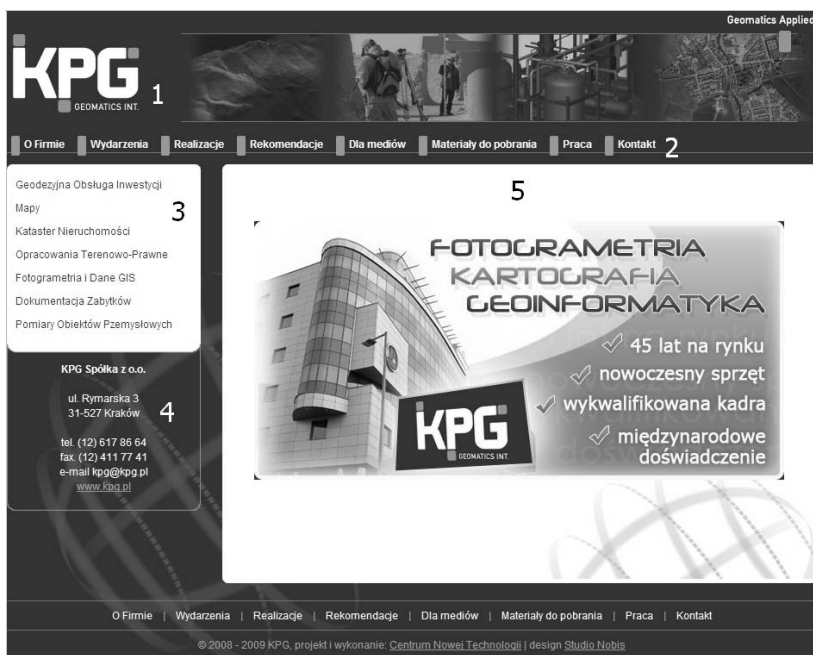 Geomatics Applied
KPG
GEOMATICS INT.
1
O Firmie Wydarzenia Realizacje Rekomendacje Dla mediów Materiały do pobrania Praca Kontakt 2
Geodezyjna Obsługa Inwestycji
Mapy
3
Kataster Nieruchomości
Opracowania Terenowo-Prawne
Fotogrametria i Dane GIS
Dokumentacja Zabytków
Pomiary Obiektów Pzemysłowych
KPG Spółka z o.o.
ul. Rymarska 3
31-527 Kraków
4
tel. (12) 617 86 64
fax. (12) 411 77 41
e-mail kpg@kpg.pl
www.kpg.pl
5
FOTOGRAMETRIA
KARTOGRAFIA
GEOINFORMATYKA
45 lat na rynku
nowoczesny sprzęt
wykwalifikowana kadra
międzynarodowe
doświadczenie
KPG
GEOMATICS INT.
O Firmie | Wydarzenia | Realizacje | Rekomendacje | Dla mediów | Materiały do pobrania | Praca | Kontakt
© 2008 - 2009 KPG, projekt i wykonanie: Centrum Nowej Technologii | design Studio Nobis